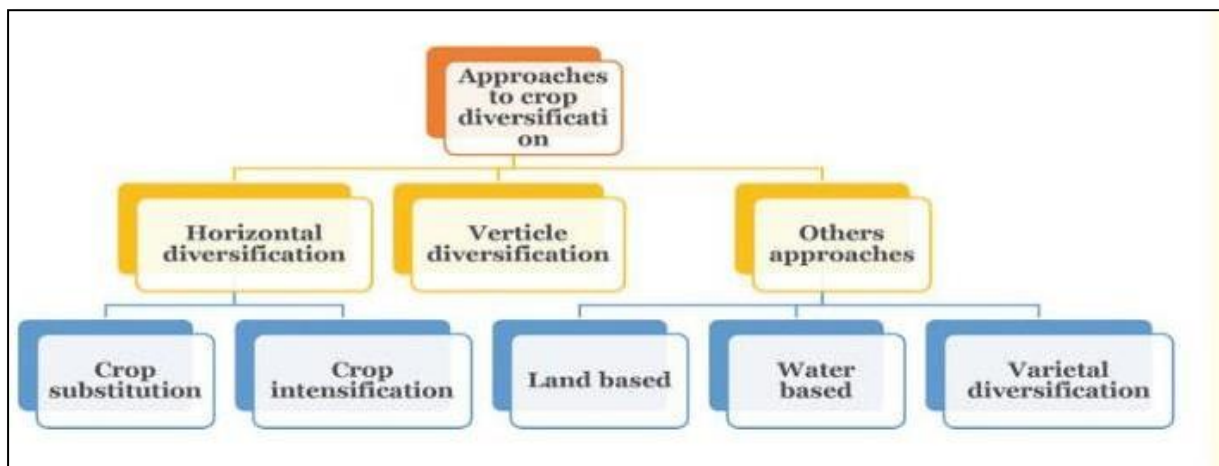 Approaches
to crop
diversificati
on
Horizontal
diversification
Verticle
diversification
Others
approaches
Crop
substitution
Crop
intensification
Land based
Water
based
Varietal
diversification